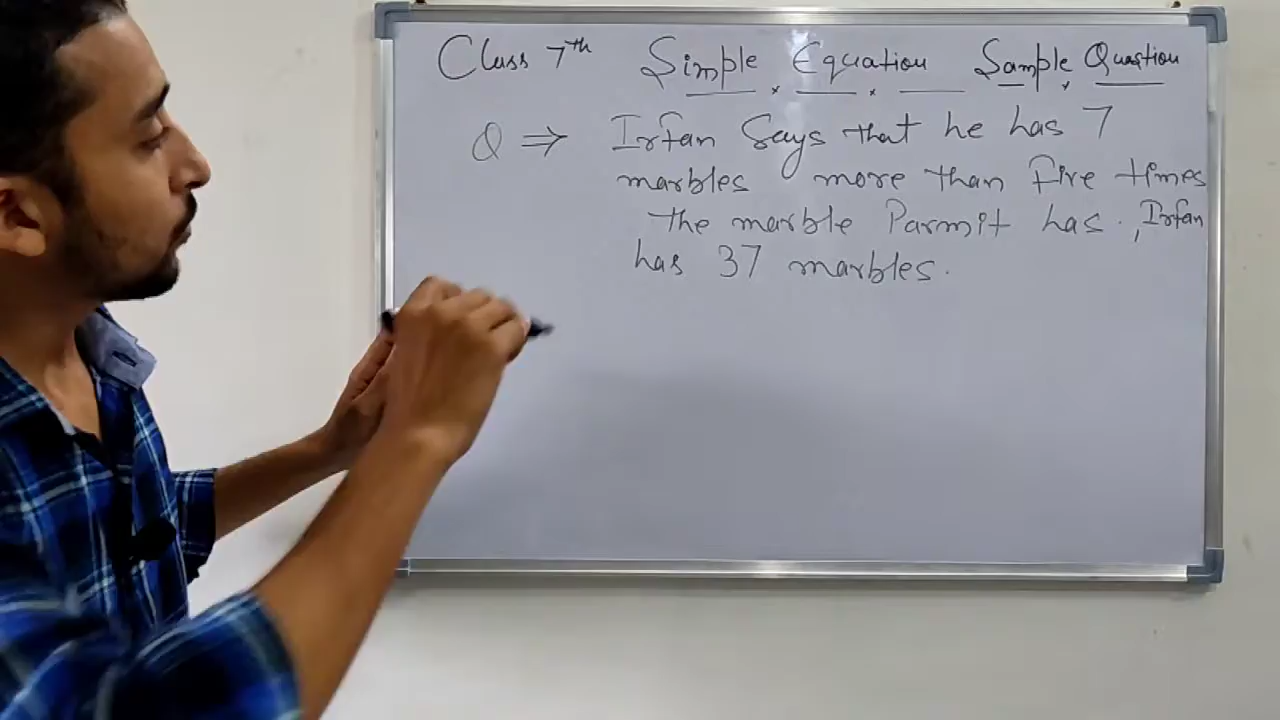 Class 7th Simple Equation Sample Quastion
Q ⇒ Irfan Says that he has 7
marbles more than five times
the marble Parmit has., Irfan
has 37 marbles.